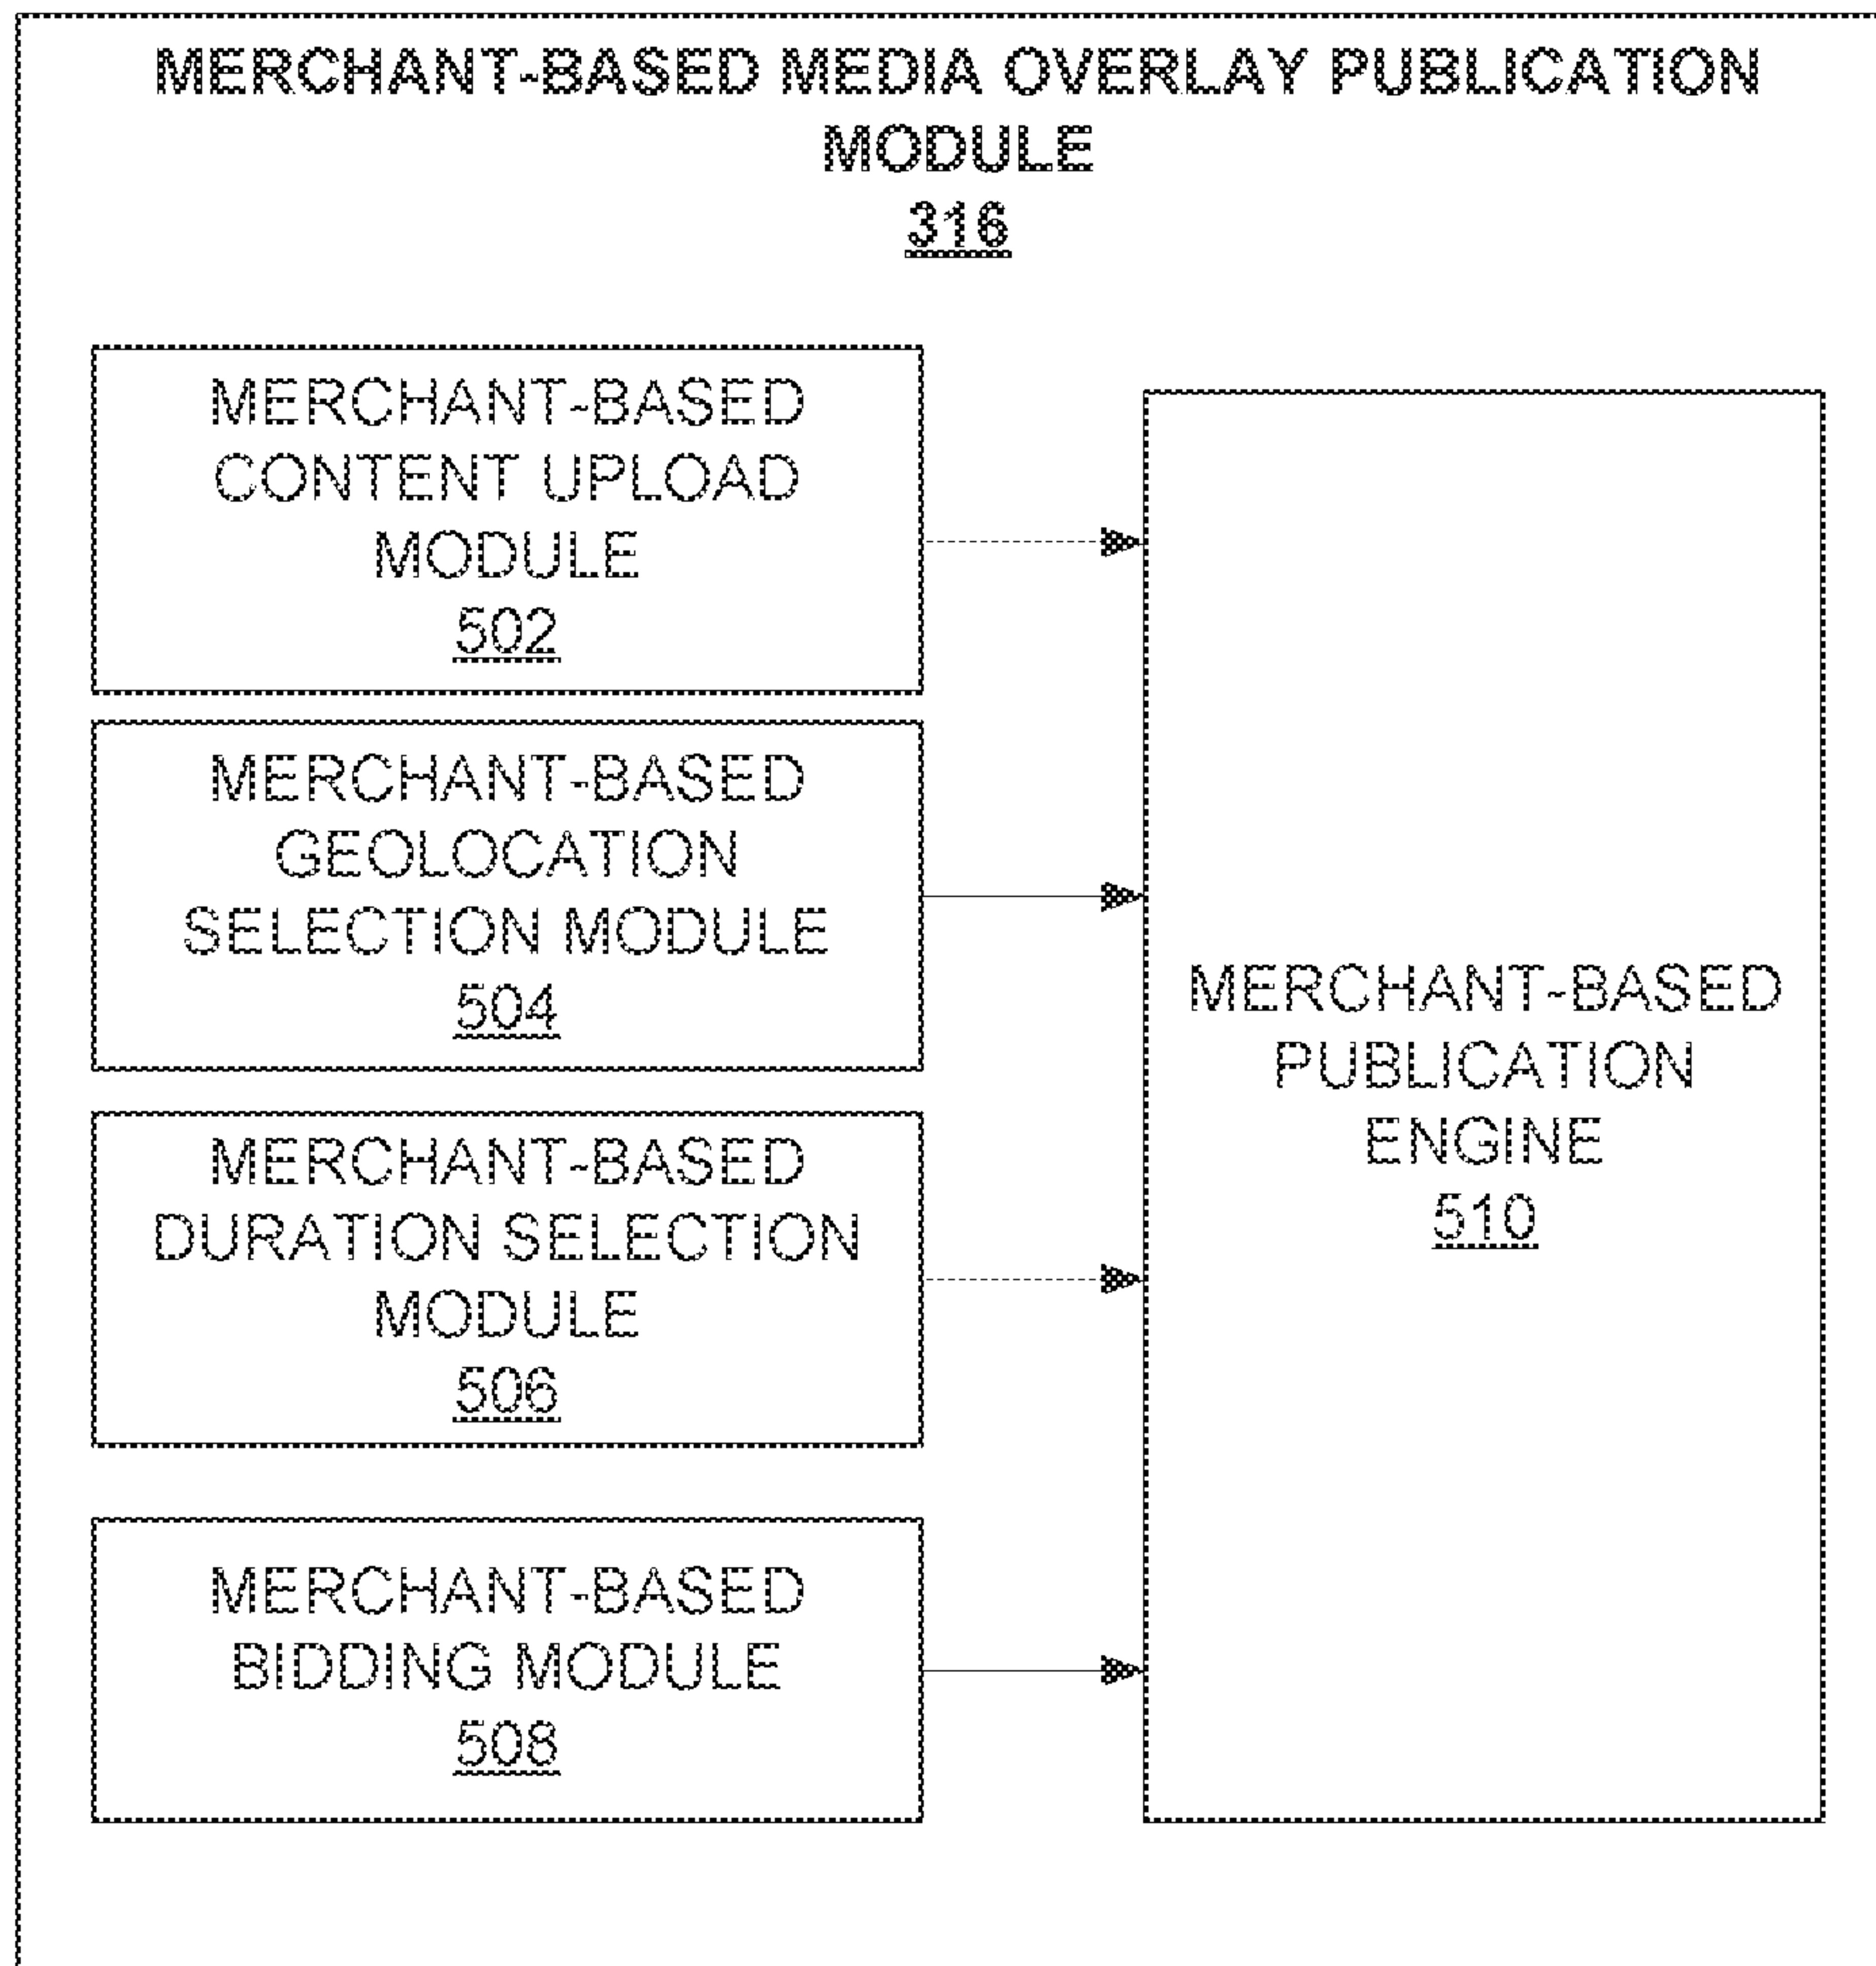 MERCHANT-BASED MEDIA OVERLAY PUBLICATION
MODULE
316
MERCHANT-BASED
CONTENT UPLOAD
MODULE
502
MERCHANT-BASED
GEOLOCATION
SELECTION MODULE
504
MERCHANT-BASED
DURATION SELECTION
MODULE
506
MERCHANT-BASED
BIDDING MODULE
508
MERCHANT-BASED
PUBLICATION
ENGINE
510